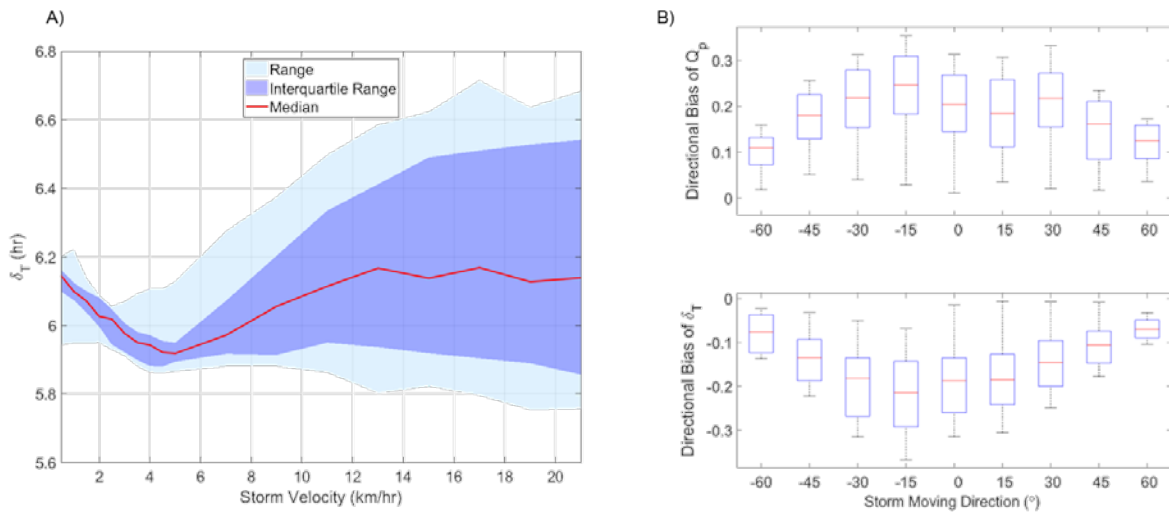 A)
Range
Interquartile Range
Median
6.8
6.6
6.4
6.2
6
5.8
5.6
δ_T (hr)
2 4 6 8 10 12 14 16 18 20
Storm Velocity (km/hr)
B)
Directional Bias of Q_p
0.3
0.2
0.1
0
-60 -45 -30 -15 0 15 30 45 60
Directional Bias of δ_T
0
-0.1
-0.2
-0.3
-60 -45 -30 -15 0 15 30 45 60
Storm Moving Direction (°)